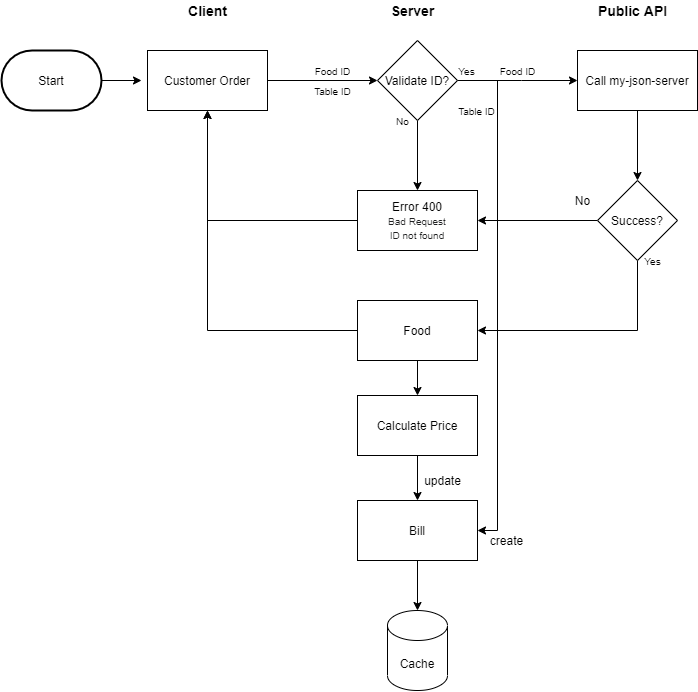 Client
Server
Public API
Start
Customer Order
Food ID
Table ID
Validate ID?
Yes
Food ID
Table ID
Call my-json-server
No
Error 400
Bad Request
ID not found
No
Success?
Yes
Food
Calculate Price
update
Bill
create
Cache